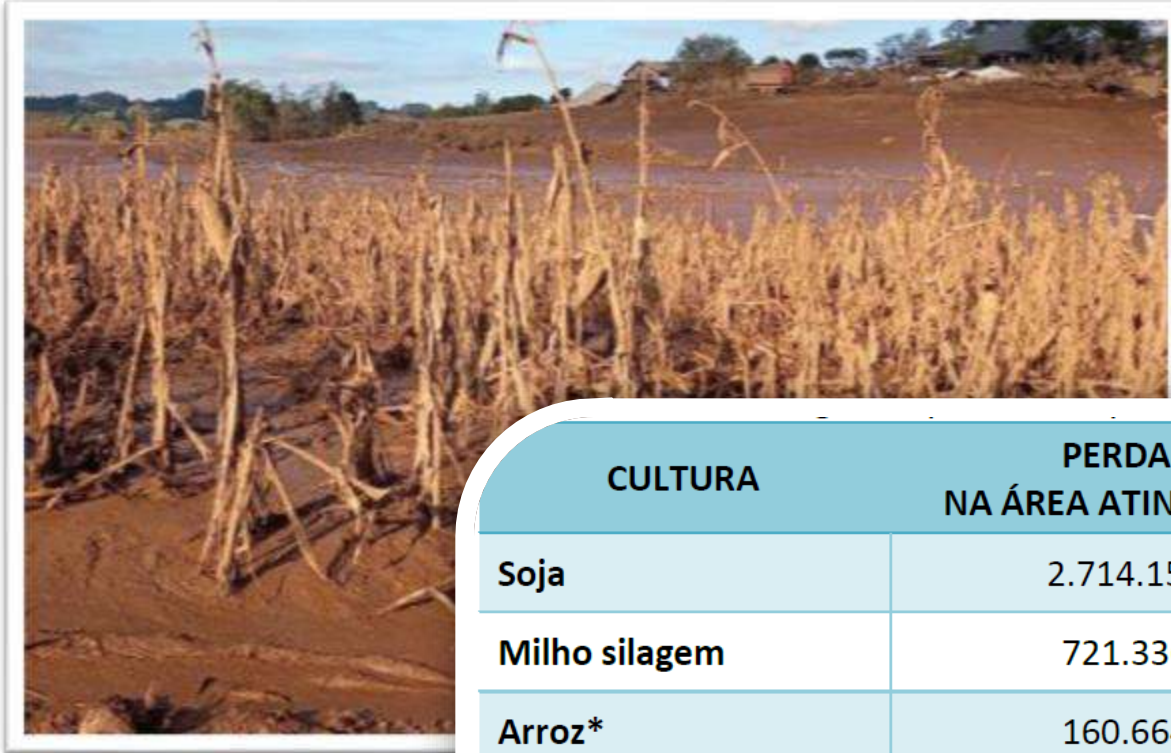 CULTURA
PERDA
NA ÁREA ATIN
Soja 2.714.15
Milho silagem 721.33
Arroz* 160.66